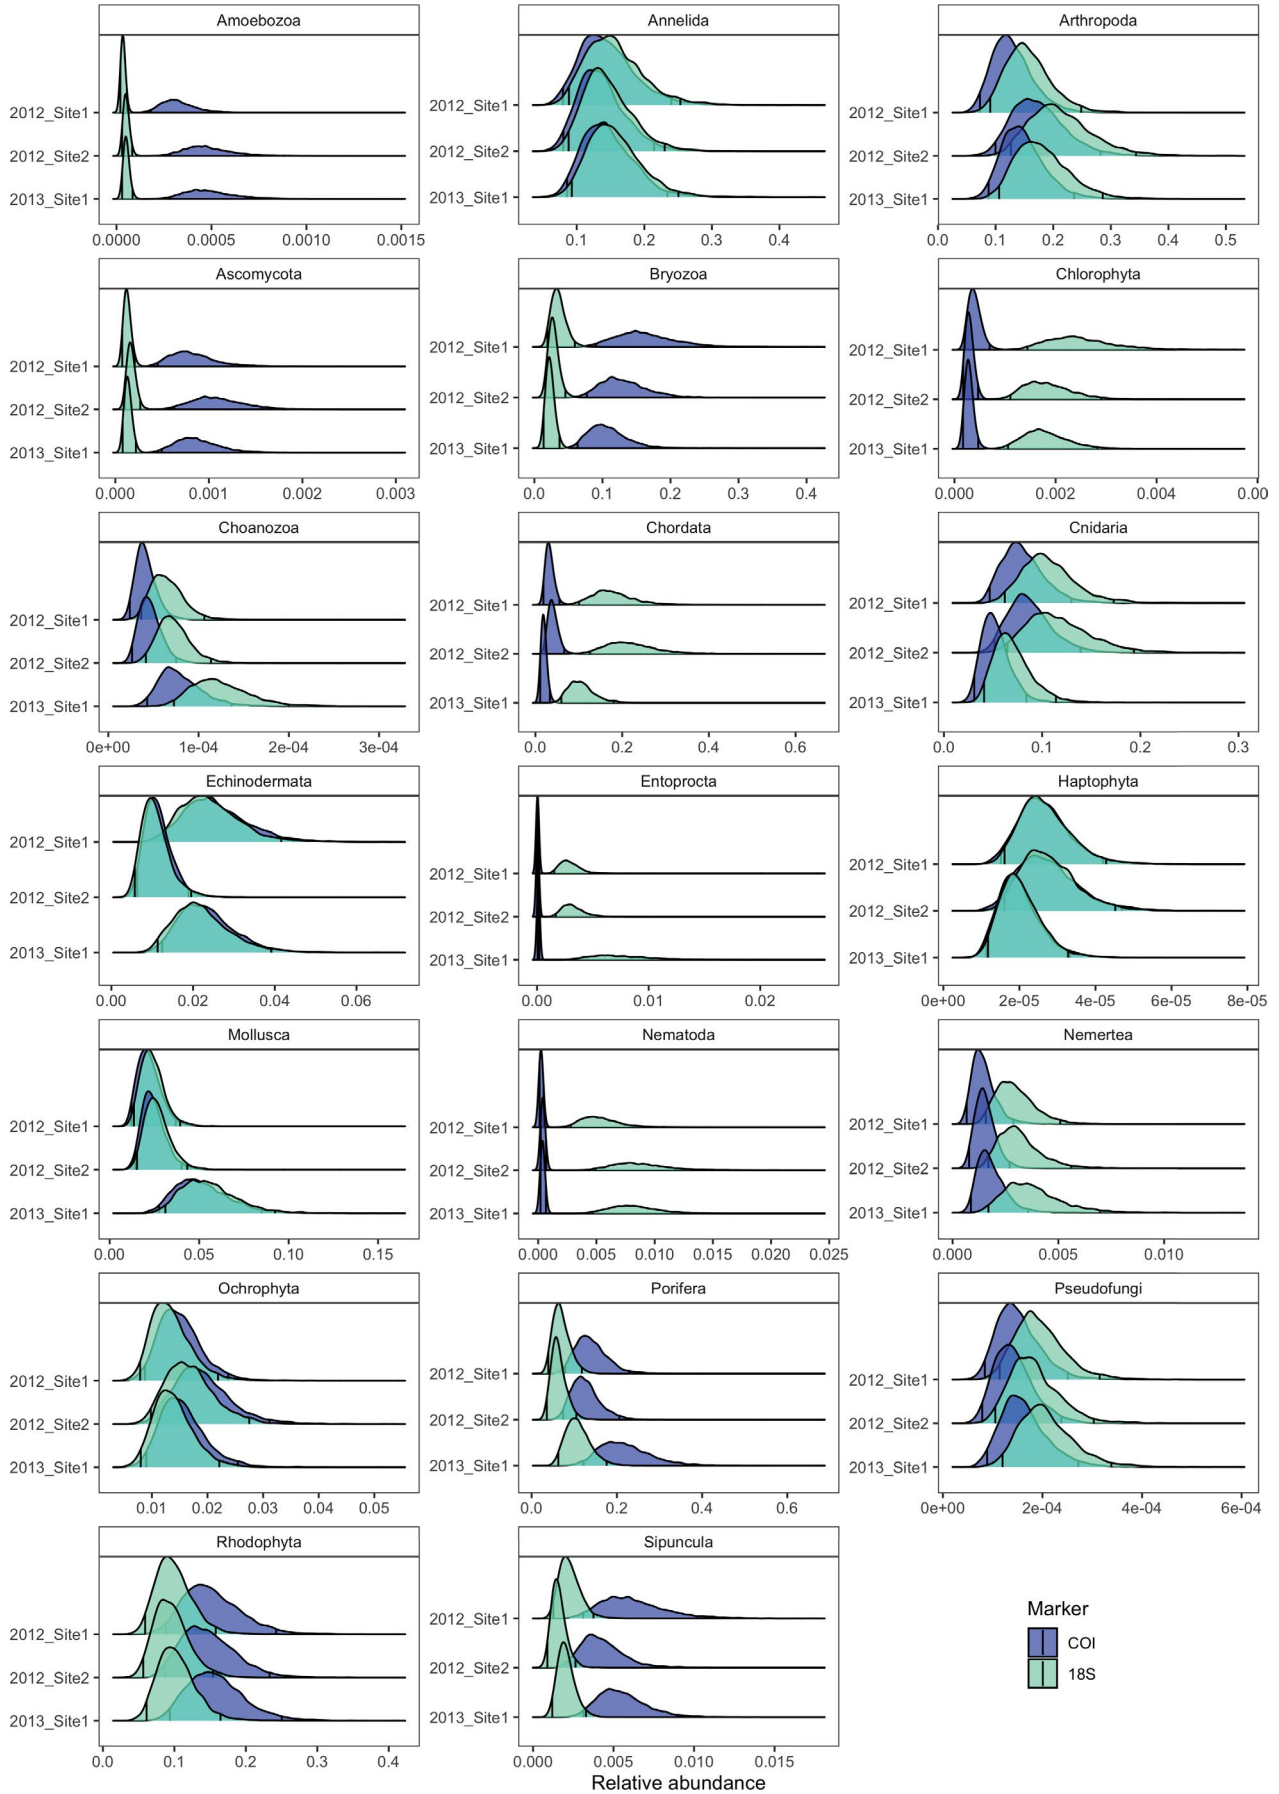 Amoebozoa
2012_Site1
2012_Site2
2013_Site1
0.0000 0.0005 0.0010 0.0015
Annelida
2012_Site1
2012_Site2
2013_Site1
0.1 0.2 0.3 0.4
Arthropoda
2012_Site1
2012_Site2
2013_Site1
0.0 0.1 0.2 0.3 0.4 0.5
Ascomycota
2012_Site1
2012_Site2
2013_Site1
0.000 0.001 0.002 0.003
Bryozoa
2012_Site1
2012_Site2
2013_Site1
0.0 0.1 0.2 0.3 0.4
Chlorophyta
2012_Site1
2012_Site2
2013_Site1
0.000 0.002 0.004 0.00
Choanozoa
2012_Site1
2012_Site2
2013_Site1
0e+00 1e-04 2e-04 3e-04
Chordata
2012_Site1
2012_Site2
2013_Site1
0.0 0.2 0.4 0.6
Cnidaria
2012_Site1
2012_Site2
2013_Site1
0.0 0.1 0.2 0.3
Echinodermata
2012_Site1
2012_Site2
2013_Site1
0.00 0.02 0.04 0.06
Entoprocta
2012_Site1
2012_Site2
2013_Site1
0.00 0.01 0.02
Haptophyta
2012_Site1
2012_Site2
2013_Site1
0e+00 2e-05 4e-05 6e-05 8e-05
Mollusca
2012_Site1
2012_Site2
2013_Site1
0.00 0.05 0.10 0.15
Nematoda
2012_Site1
2012_Site2
2013_Site1
0.000 0.005 0.010 0.015 0.020 0.025
Nemertea
2012_Site1
2012_Site2
2013_Site1
0.000 0.005 0.010
Ochrophyta
2012_Site1
2012_Site2
2013_Site1
0.01 0.02 0.03 0.04 0.05
Porifera
2012_Site1
2012_Site2
2013_Site1
0.0 0.2 0.4 0.6
Pseudofungi
2012_Site1
2012_Site2
2013_Site1
0e+00 2e-04 4e-04 6e-04
Rhodophyta
2012_Site1
2012_Site2
2013_Site1
0.0 0.1 0.2 0.3 0.4
Sipuncula
2012_Site1
2012_Site2
2013_Site1
0.000 0.005 0.010 0.015
Relative abundance
Marker
COI
18S